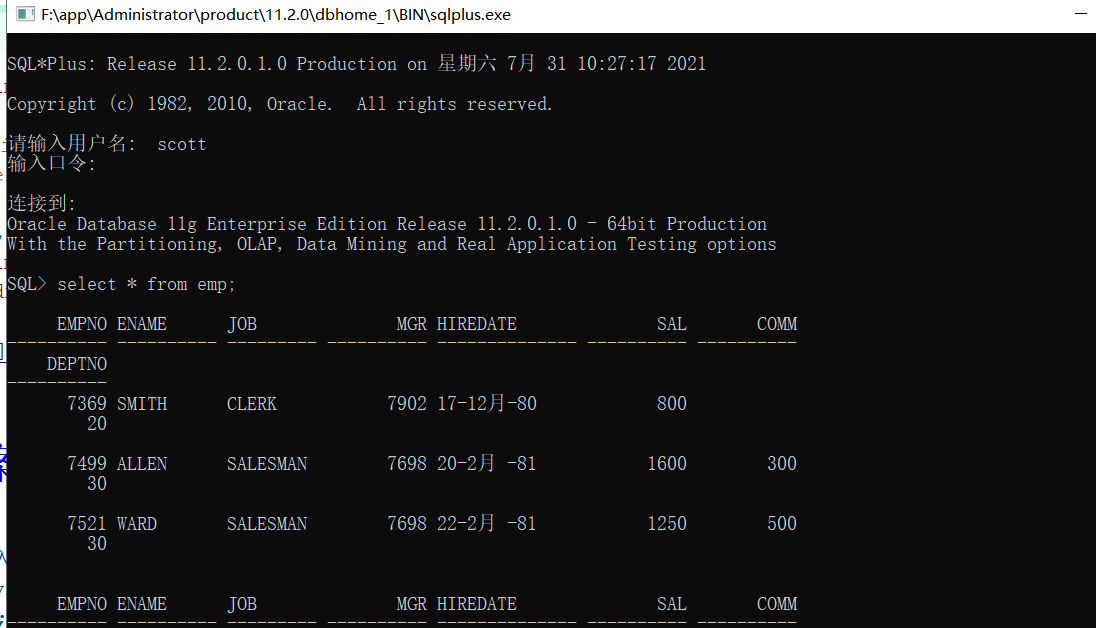 F:\app\Administrator\product\11.2.0\dbhome_1\BIN\sqlplus.exe
SQL*Plus: Release 11.2.0.1.0 Production on 星期六 7月 31 10:27:17 2021
Copyright (c) 1982, 2010, Oracle.  All rights reserved.
请输入用户名:  scott
输入口令:
连接到:
Oracle Database 11g Enterprise Edition Release 11.2.0.1.0 - 64bit Production
With the Partitioning, OLAP, Data Mining and Real Application Testing options
SQL> select * from emp;
     EMPNO ENAME      JOB              MGR HIREDATE              SAL       COMM
---------- ---------- --------- ---------- -------------- ---------- ----------
    DEPTNO
----------
      7369 SMITH      CLERK           7902 17-12月-80            800
        20
      7499 ALLEN      SALESMAN        7698 20-2月 -81           1600        300
        30
      7521 WARD       SALESMAN        7698 22-2月 -81           1250        500
        30
     EMPNO ENAME      JOB              MGR HIREDATE              SAL       COMM
---------- ---------- --------- ---------- -------------- ---------- ----------